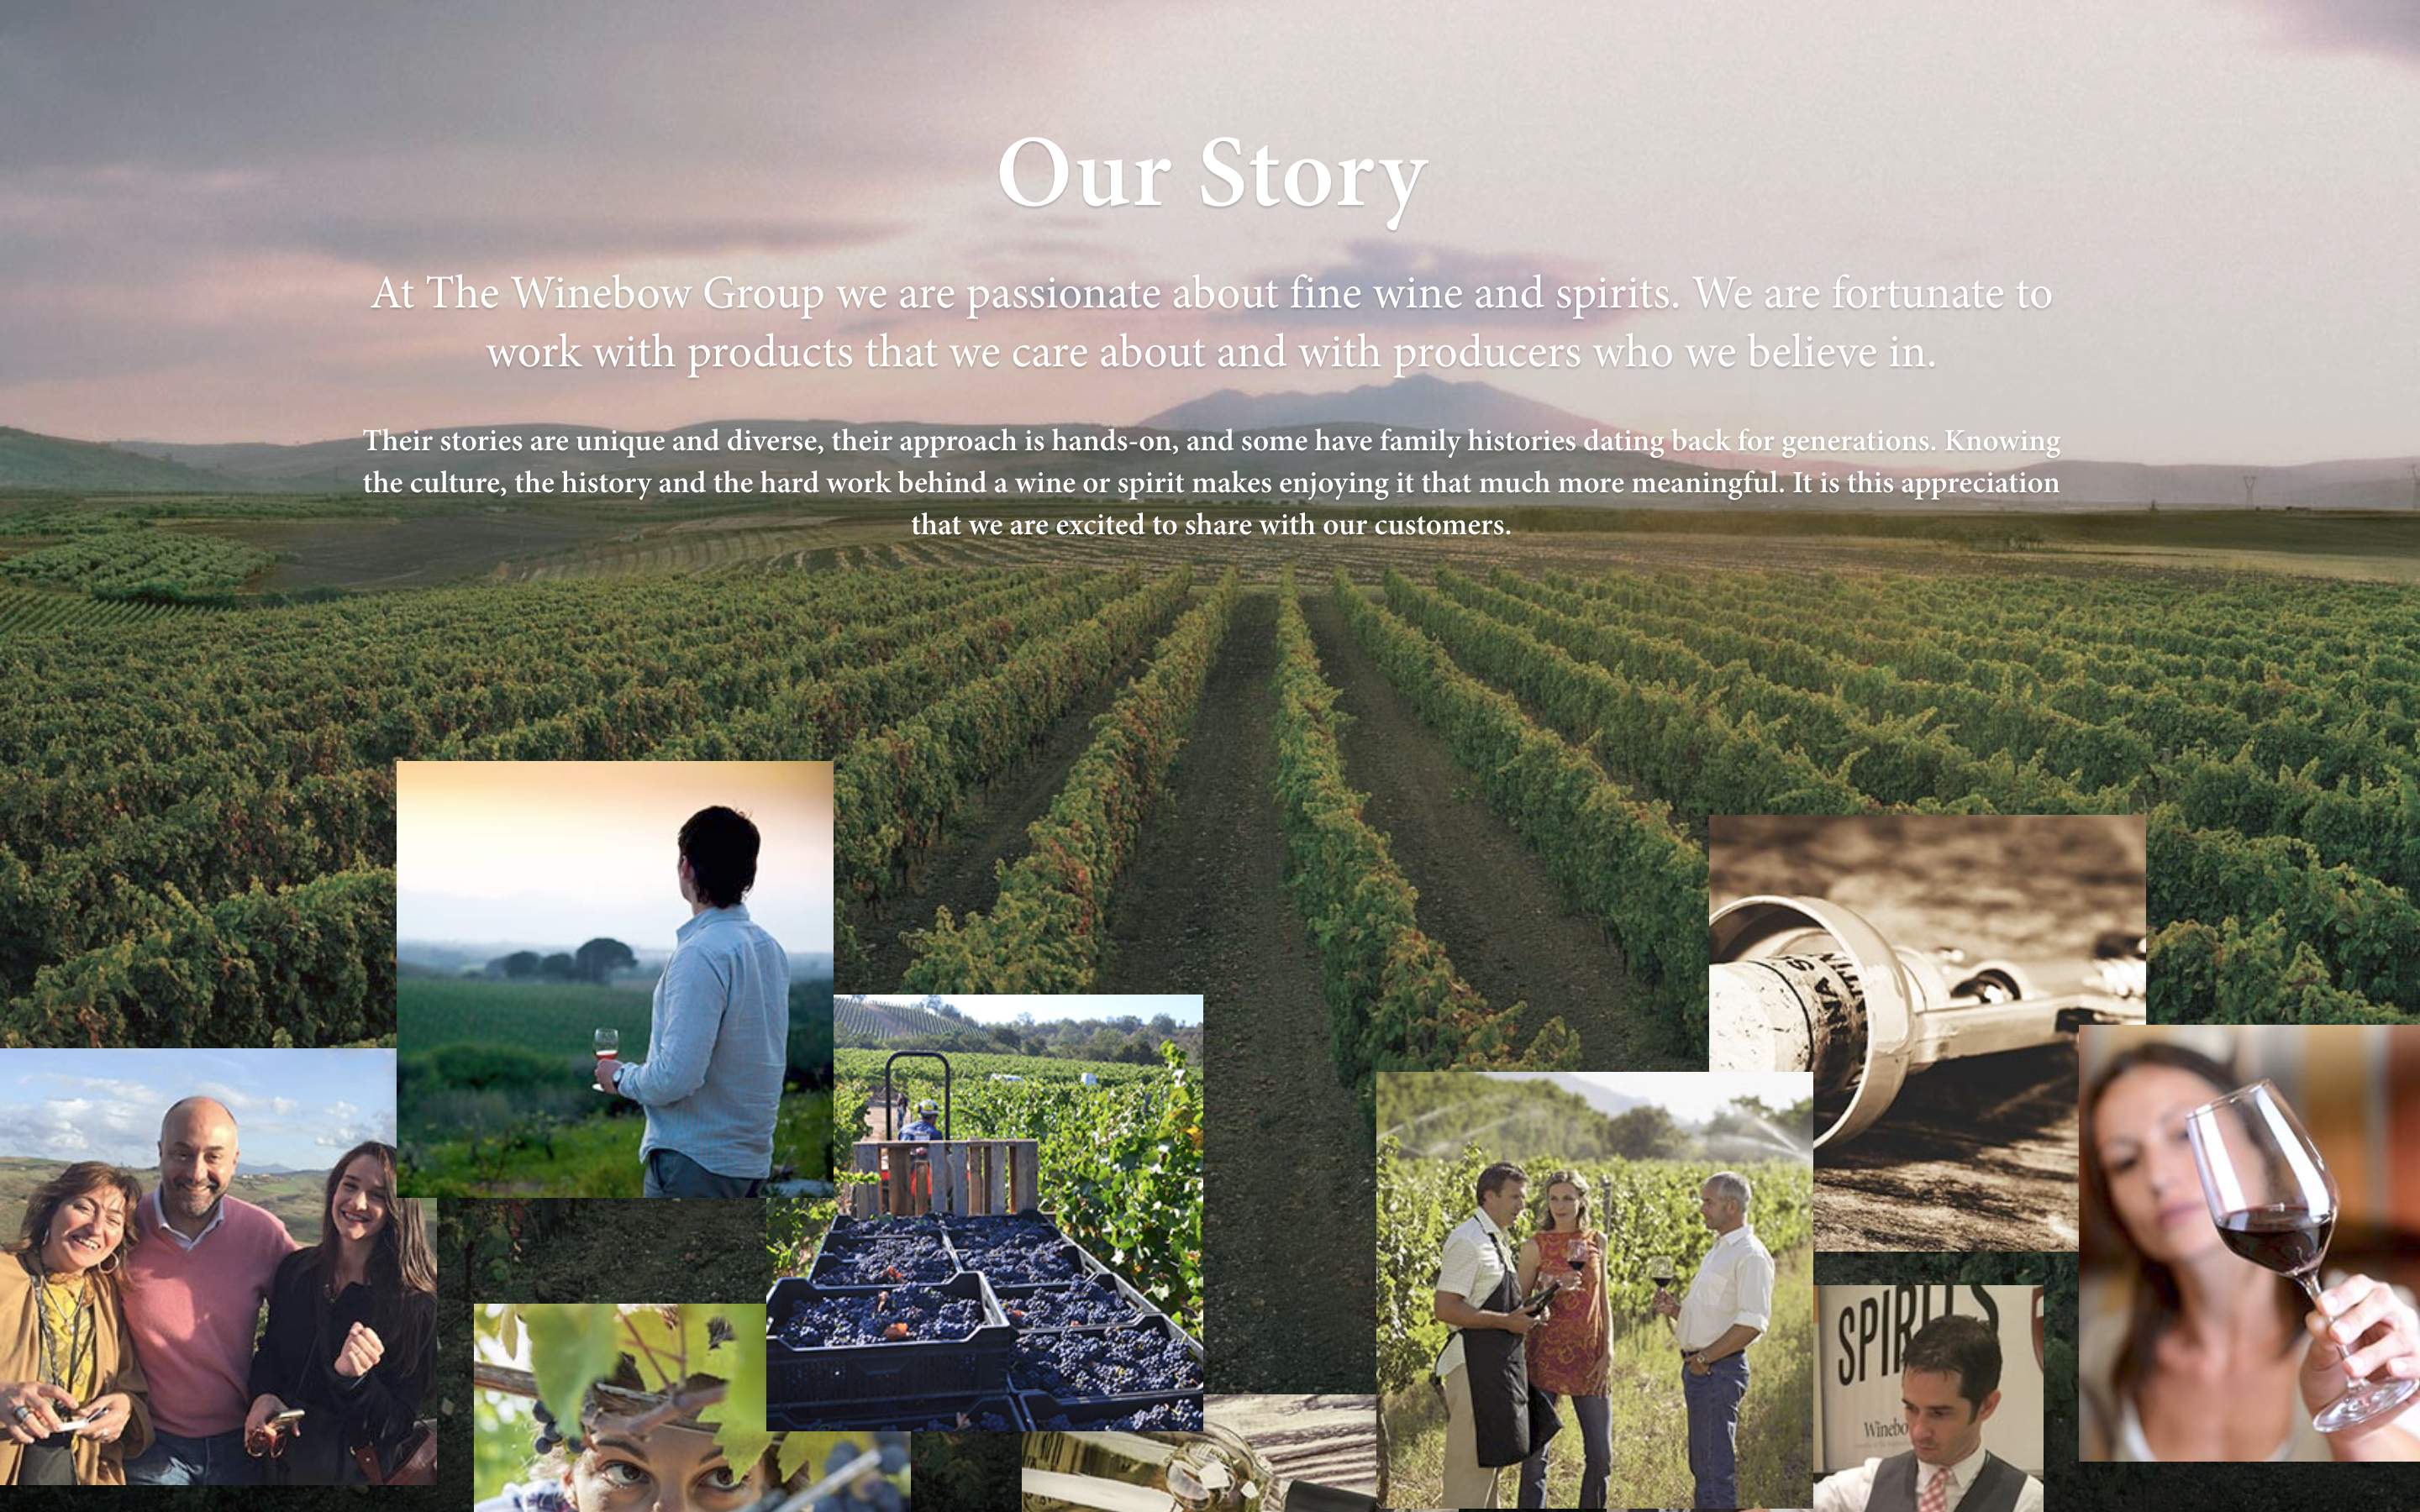 Our Story
At The Winebow Group we are passionate about fine wine and spirits. We are fortunate to
work with products that we care about and with producers who we believe in.
Their stories are unique and diverse, their approach is hands-on, and some have family histories dating back for generations. Knowing
the culture, the history and the hard work behind a wine or spirit makes enjoying it that much more meaningful. It is this appreciation
that we are excited to share with our customers.